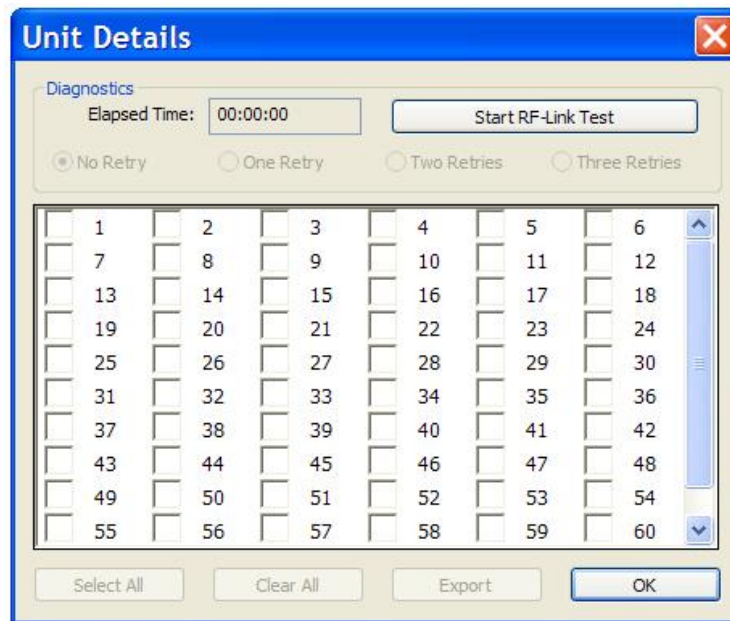 Unit Details
Diagnostics
Elapsed Time: 00:00:00 Start RF-Link Test
No Retry One Retry Two Retries Three Retries
1 2 3 4 5 6
7 8 9 10 11 12
13 14 15 16 17 18
19 20 21 22 23 24
25 26 27 28 29 30
31 32 33 34 35 36
37 38 39 40 41 42
43 44 45 46 47 48
49 50 51 52 53 54
55 56 57 58 59 60
Select All Clear All Export OK